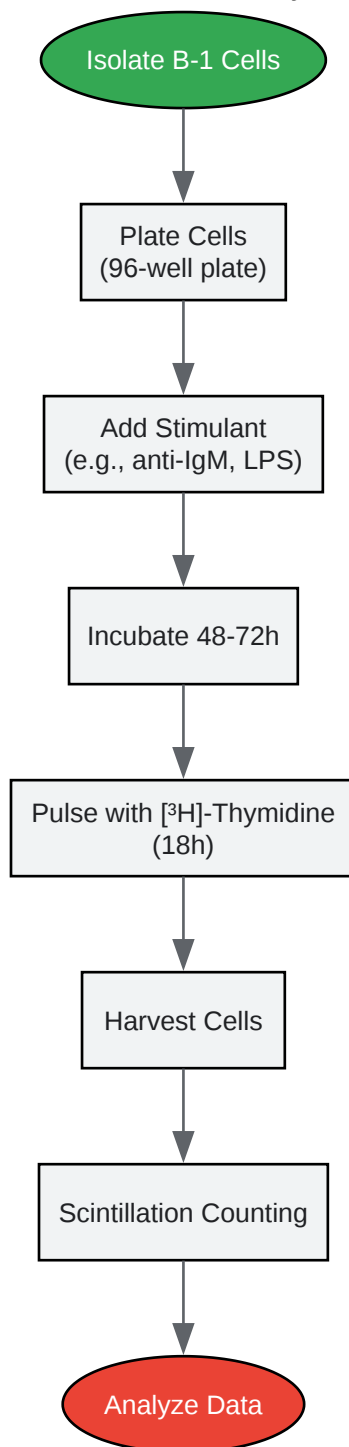 Isolate B-1 Cells
Plate Cells
(96-well plate)
Add Stimulant
(e.g., anti-IgM, LPS)
Incubate 48-72h
Pulse with [³H]-Thymidine
(18h)
Harvest Cells
Scintillation Counting
Analyze Data